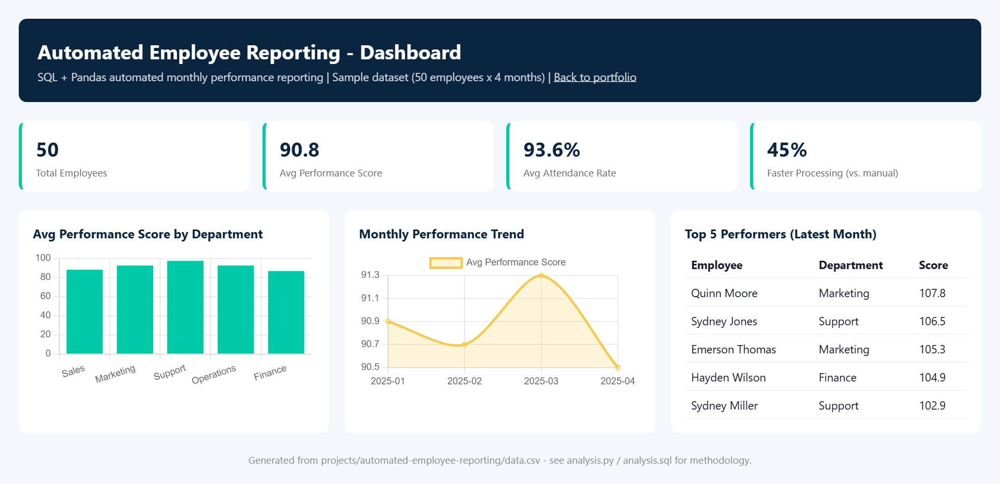 Automated Employee Reporting - Dashboard
SQL + Pandas automated monthly performance reporting | Sample dataset (50 employees x 4 months) | Back to portfolio
50
Total Employees
90.8
Avg Performance Score
93.6%
Avg Attendance Rate
45%
Faster Processing (vs. manual)
Avg Performance Score by Department
100
80
60
40
20
0
Sales
Marketing
Support
Operations
Finance
Monthly Performance Trend
Avg Performance Score
91.3
91.1
90.9
90.7
90.5
2025-01
2025-02
2025-03
2025-04
Top 5 Performers (Latest Month)
Employee Department Score
Quinn Moore Marketing 107.8
Sydney Jones Support 106.5
Emerson Thomas Marketing 105.3
Hayden Wilson Finance 104.9
Sydney Miller Support 102.9
Generated from projects/automated-employee-reporting/data.csv - see analysis.py / analysis.sql for methodology.